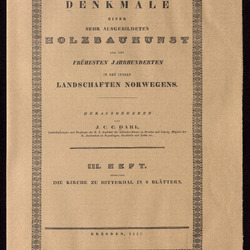 DENKMALE
EINER
SEHR AUSGEBILDETEN
HOLZBAUKUNST
AUS DEN
FRÜHESTEN JAHRHUNDERTEN
IN DEN INNERN
LANDSCHAFTEN NORWEGENS.
HERAUSGEGEBEN
VON
J. C. C. DAHL,
III. HEFT.
DIE KIRCHE ZU HITTERDAL IN 6 BLÄTTERN.
DRESDEN, 1837